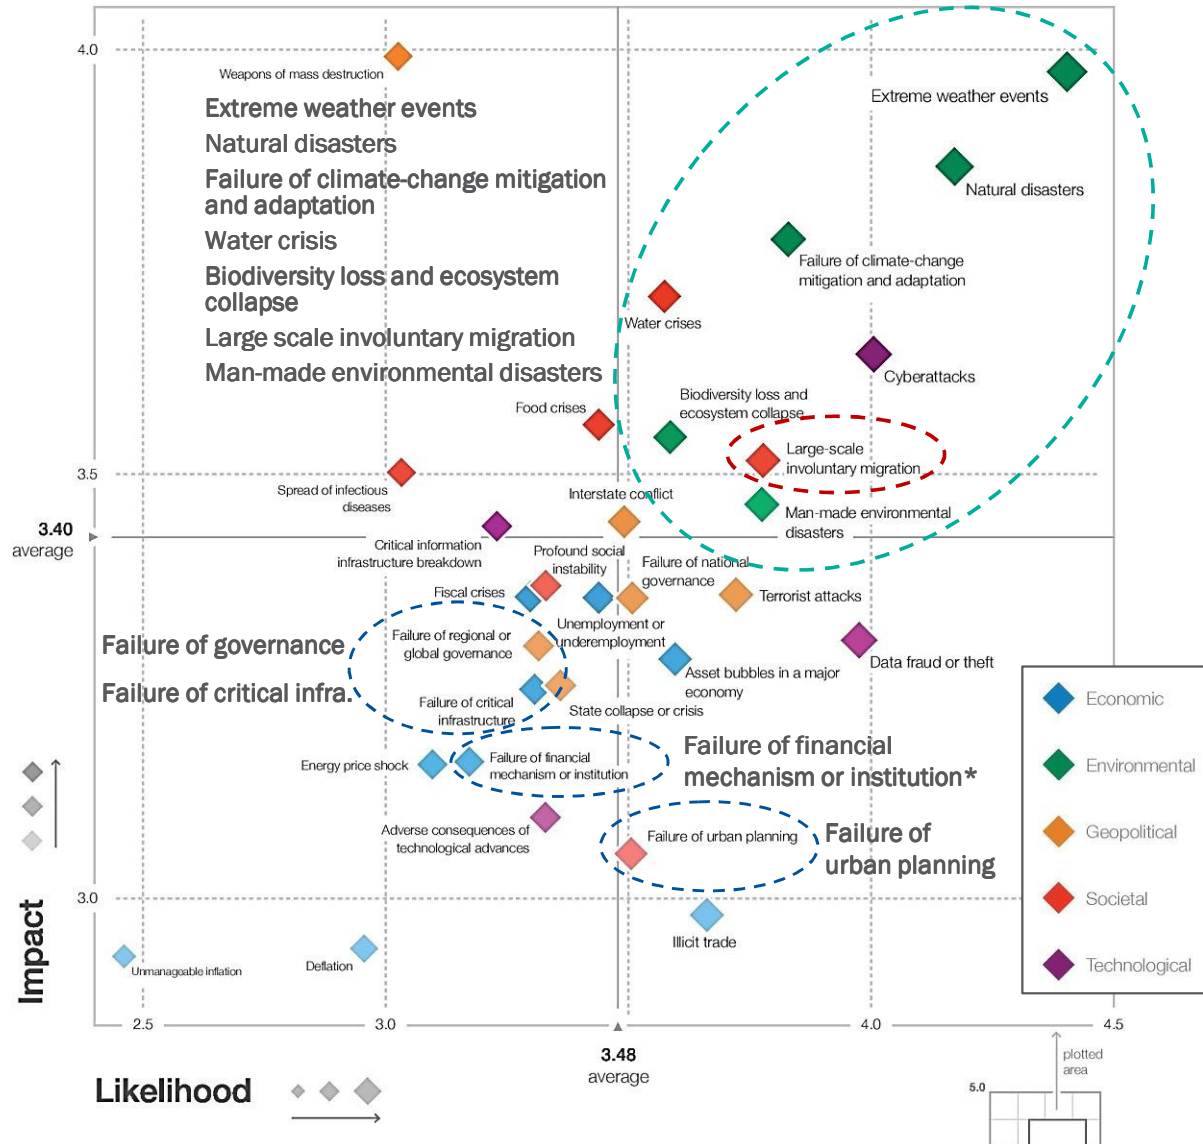 4.0
Weapons of mass destruction
Extreme weather events
Natural disasters
Failure of climate-change mitigation
and adaptation
Water crisis
Biodiversity loss and ecosystem
collapse
Large scale involuntary migration
Man-made environmental disasters
Extreme weather events
Natural disasters
Failure of climate-change
mitigation and adaptation
Water crises
Cyberattacks
Biodiversity loss and
ecosystem collapse
Food crises
Large-scale
involuntary migration
3.5
Spread of infectious
diseases
Interstate conflict
Man-made environmental
disasters
3.40
average
Critical information
infrastructure breakdown
Profound social
instability
Failure of national
governance
Fiscal crises
Terrorist attacks
Unemployment or
underemployment
Failure of governance
Failure of regional or
global governance
Data fraud or theft
Asset bubbles in a major
economy
Failure of critical infra.
Failure of critical
infrastructure
State collapse or crisis
Energy price shock
Failure of financial
mechanism or institution
Failure of financial
mechanism or institution*
Adverse consequences of
technological advances
Failure of urban planning
Failure of
urban planning
3.0
Illicit trade
Unmanageable inflation
Deflation
Impact
Economic
Environmental
Geopolitical
Societal
Technological
2.5
3.0
4.0
4.5
3.48
average
Likelihood
plotted
area
5.0